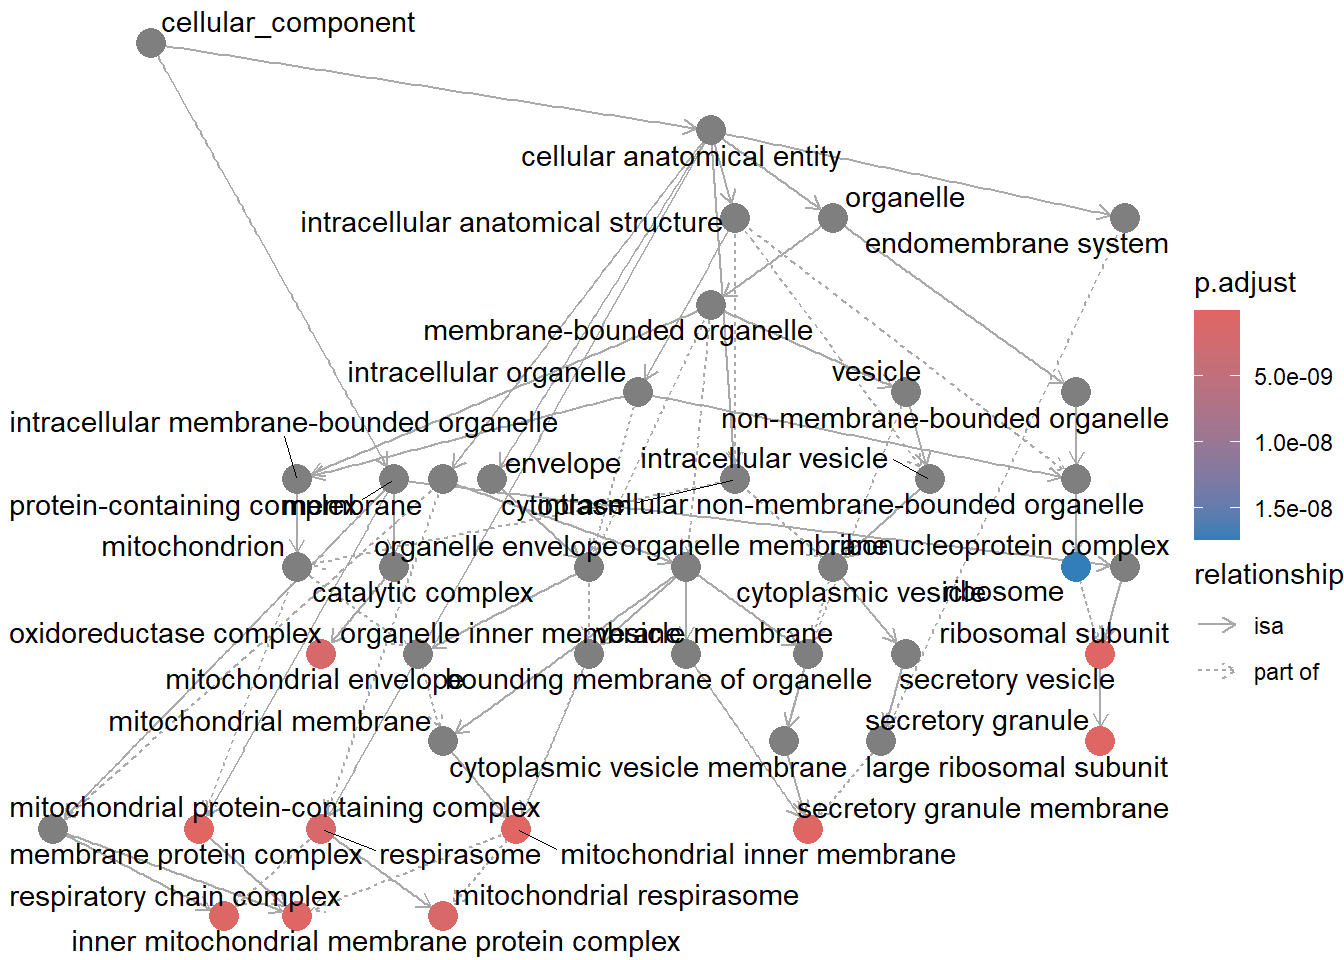 cellular_component
cellular anatomical entity
organelle
intracellular anatomical structure
endomembrane system
membrane-bounded organelle
intracellular organelle
vesicle
intracellular membrane-bounded organelle
non-membrane-bounded organelle
envelope
intracellular vesicle
protein-containing complex
membrane
cytoplasm
intracellular non-membrane-bounded organelle
mitochondrion
organelle envelope
organelle membrane
ribonucleoprotein complex
catalytic complex
cytoplasmic vesicle
ribosome
oxidoreductase complex
organelle inner membrane
vesicle membrane
ribosomal subunit
mitochondrial envelope
bounding membrane of organelle
secretory vesicle
mitochondrial membrane
secretory granule
cytoplasmic vesicle membrane
large ribosomal subunit
mitochondrial protein-containing complex
secretory granule membrane
membrane protein complex
respirasome
mitochondrial inner membrane
respiratory chain complex
mitochondrial respirasome
inner mitochondrial membrane protein complex
p.adjust
5.0e-09
1.0e-08
1.5e-08
relationship
isa
part of